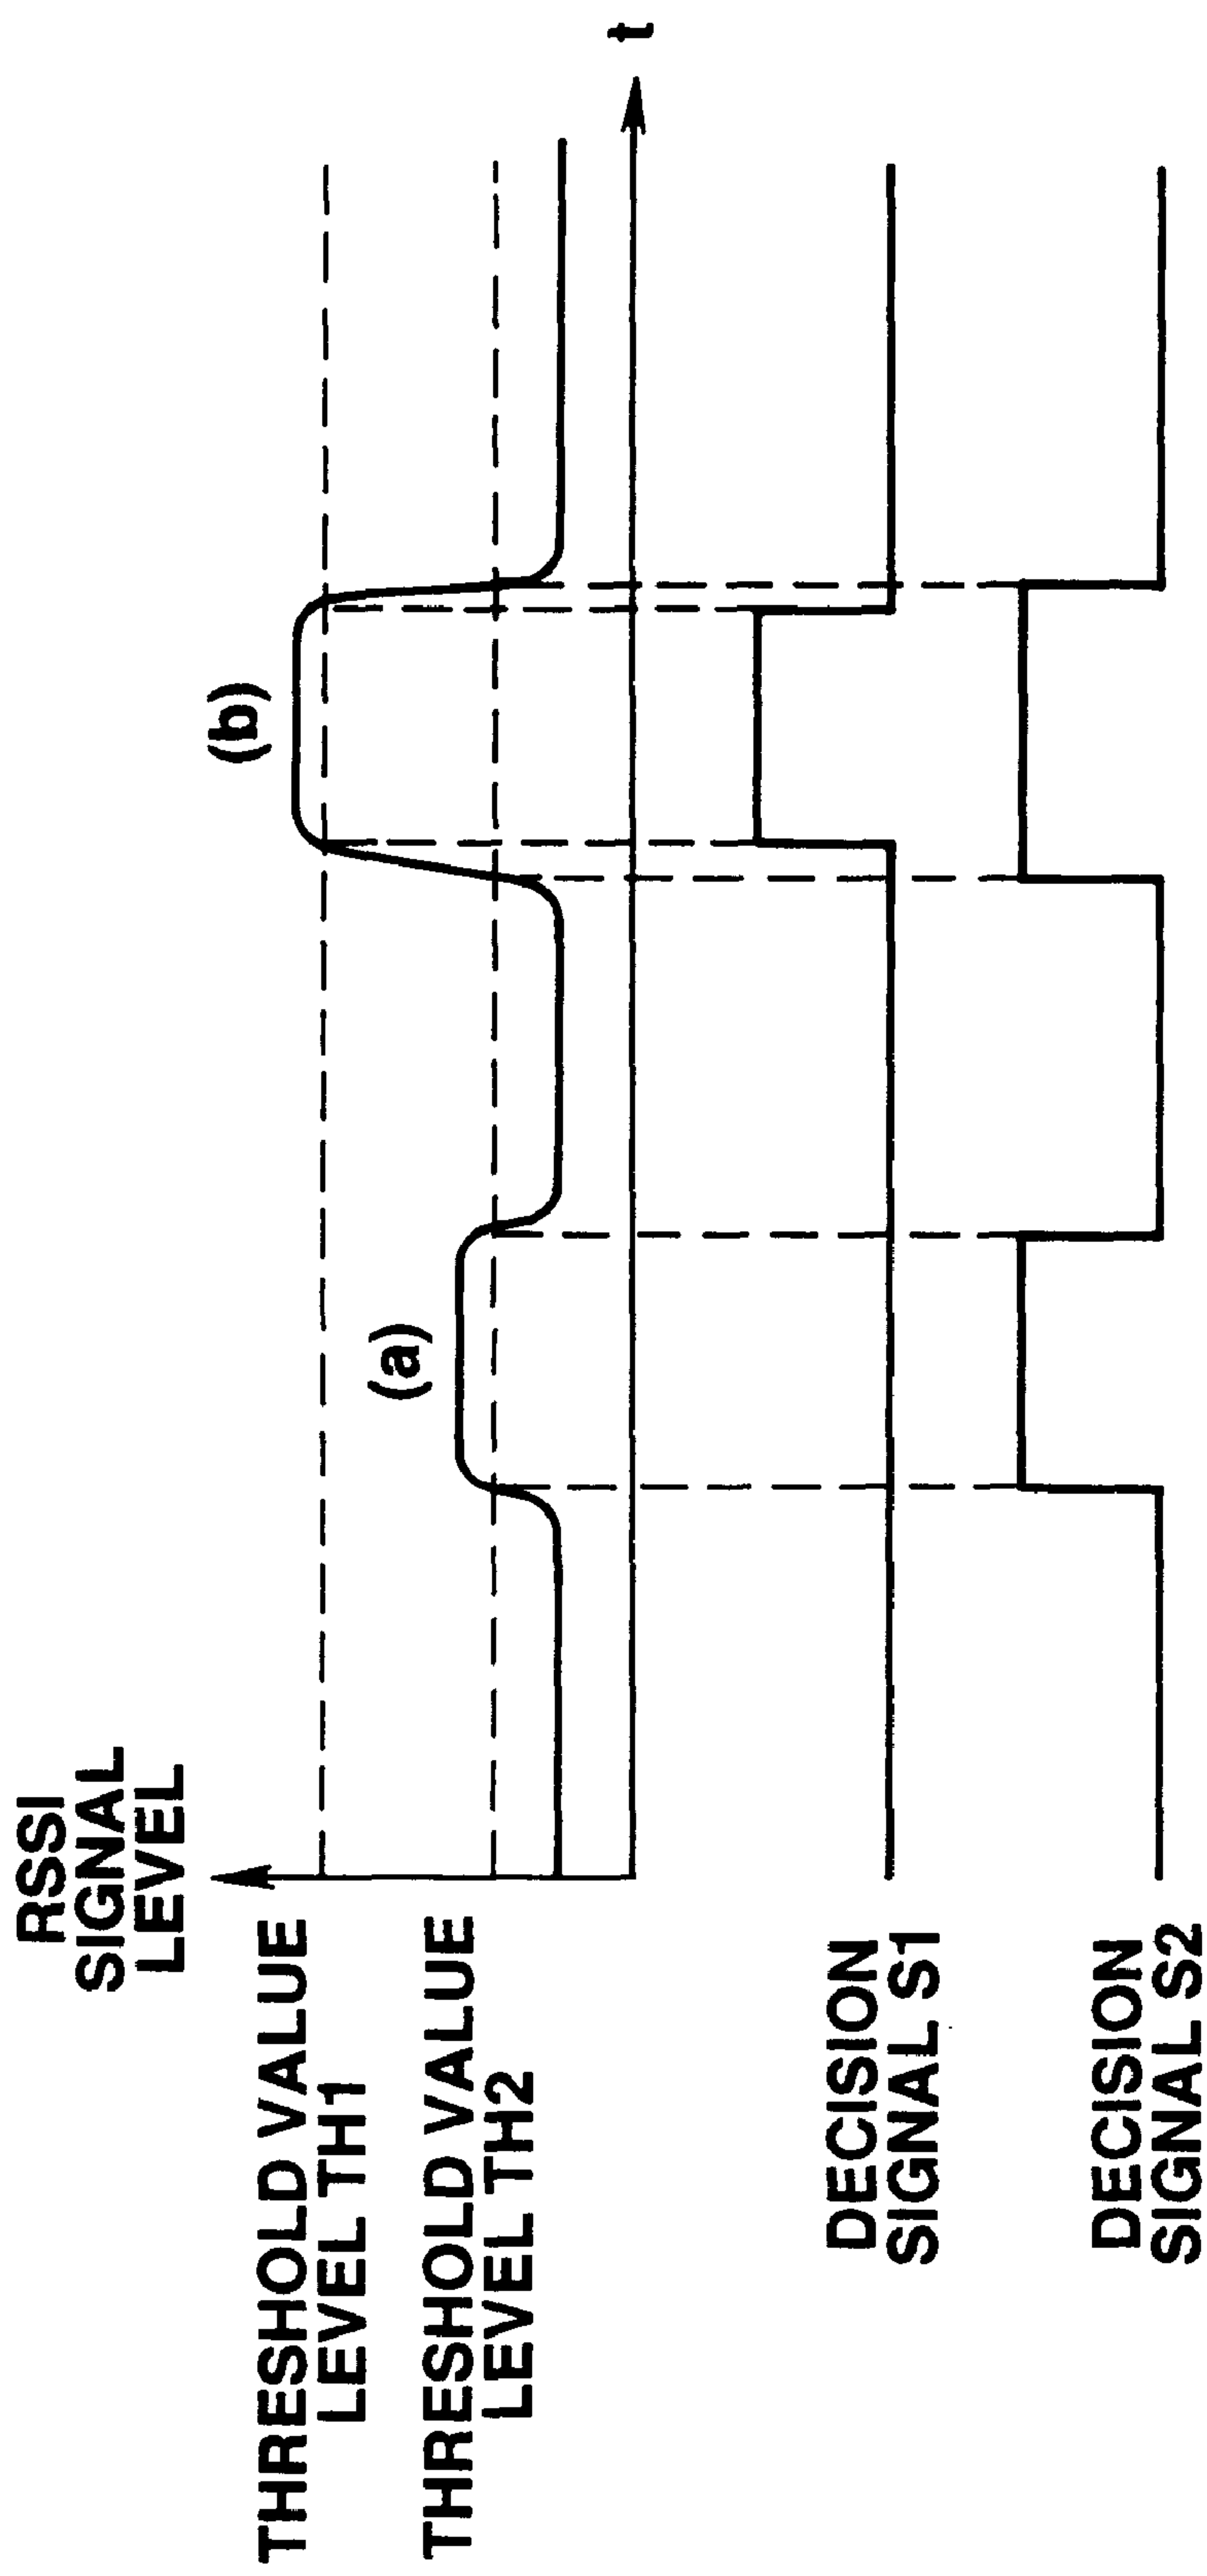 RSSI
SIGNAL
LEVEL
THRESHOLD VALUE
LEVEL TH1
THRESHOLD VALUE
LEVEL TH2
(a)
(b)
t
DECISION
SIGNAL S1
DECISION
SIGNAL S2